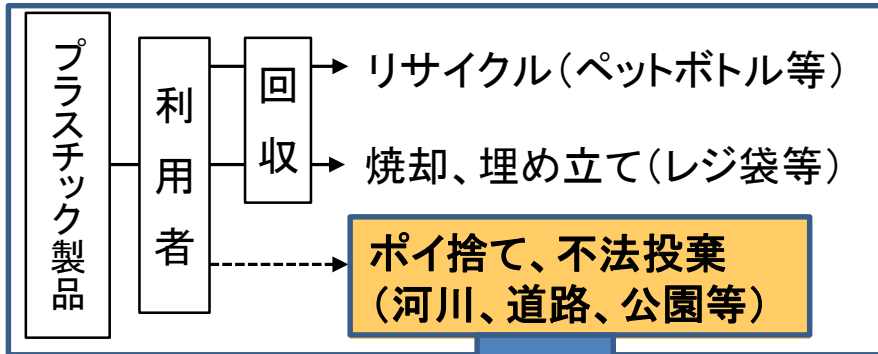 プラスチック製品
利用者
回収
リサイクル（ペットボトル等）
焼却、埋め立て（レジ袋等）
ポイ捨て、不法投棄
（河川、道路、公園等）